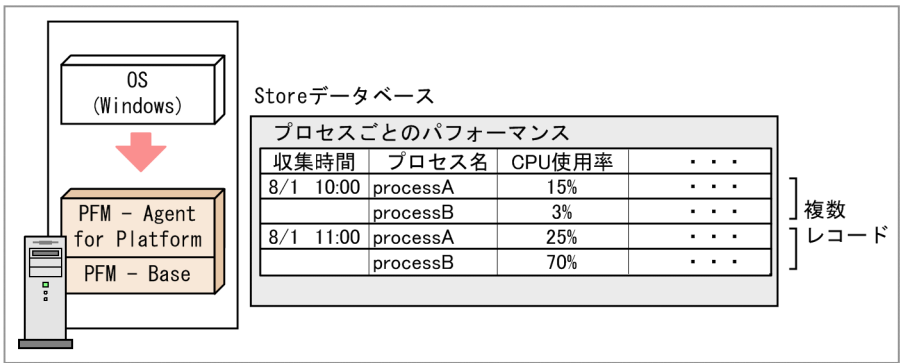 OS
(Windows)
PFM - Agent
for Platform
PFM - Base
Storeデータベース
プロセスごとのパフォーマンス
収集時間 プロセス名 CPU使用率 ・・・
8/1 10:00 processA 15% ・・・
processB 3% ・・・
8/1 11:00 processA 25% ・・・
processB 70% ・・・
複数
レコード